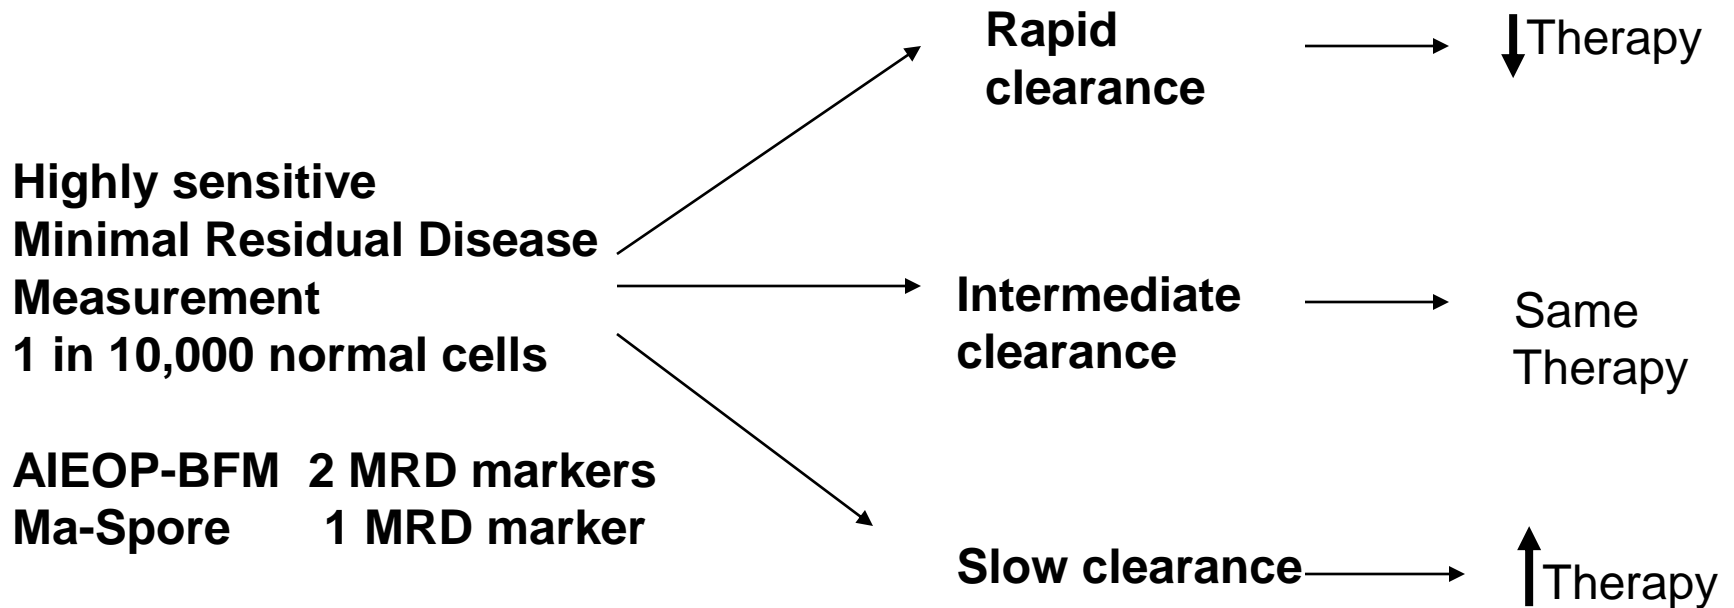 Highly sensitive
Minimal Residual Disease
Measurement
1 in 10,000 normal cells
AIEOP-BFM 2 MRD markers
Ma-Spore 1 MRD marker
Rapid
clearance
Therapy
Intermediate
clearance
Same
Therapy
Slow clearance
Therapy